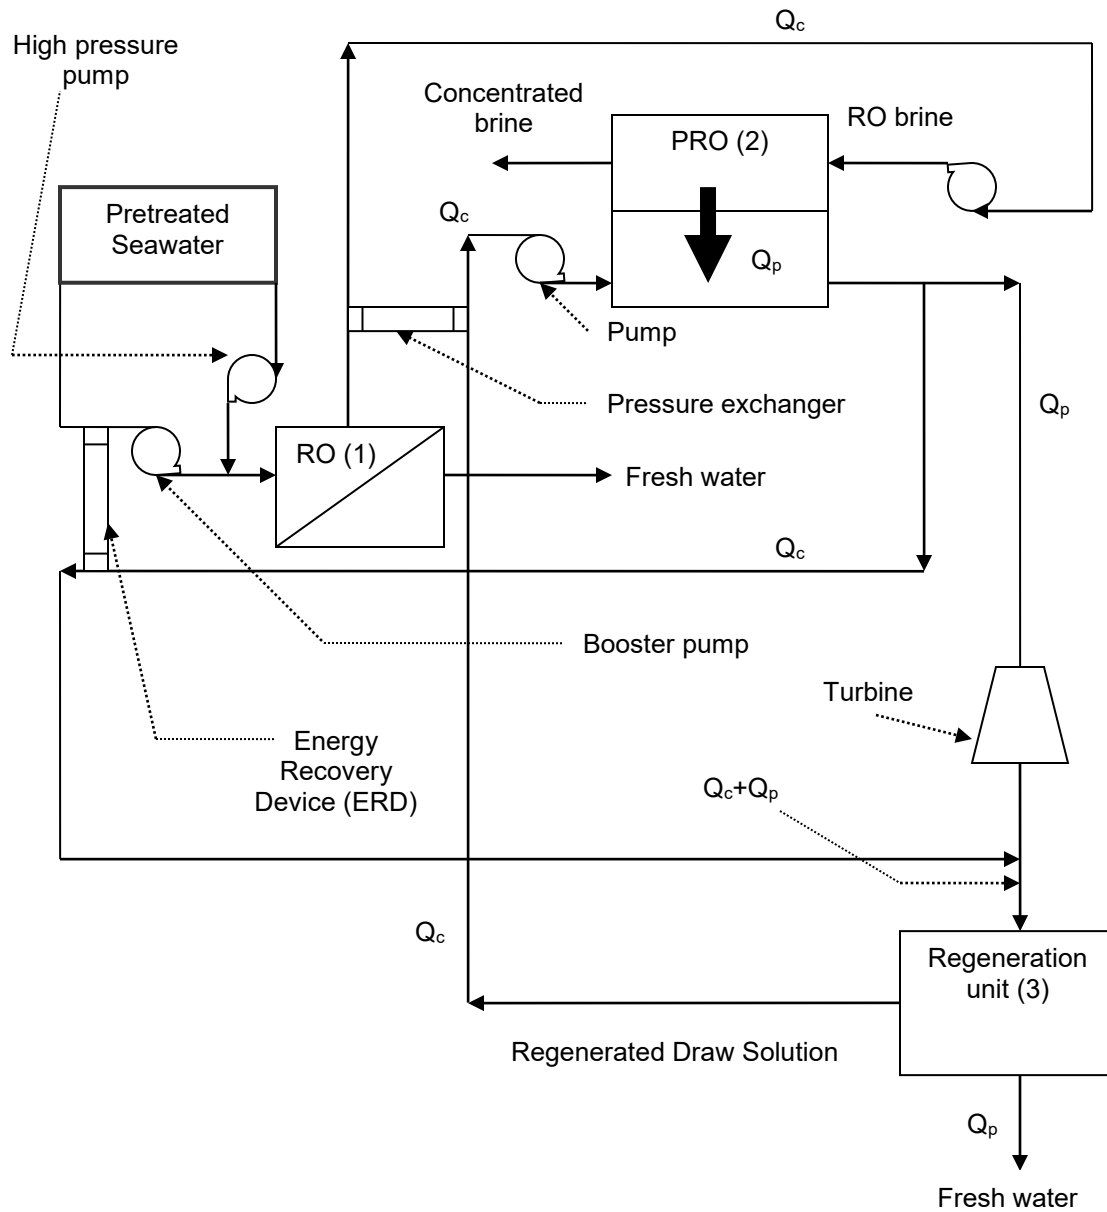 Qc
High pressure
pump
Concentrated
brine
RO brine
PRO (2)
Pretreated
Seawater
Qc
Qp
Pump
Pressure exchanger
Qp
RO (1)
Fresh water
Qc
Booster pump
Turbine
Energy
Recovery
Device (ERD)
Qc+Qp
Qc
Regeneration
unit (3)
Regenerated Draw Solution
Qp
Fresh water